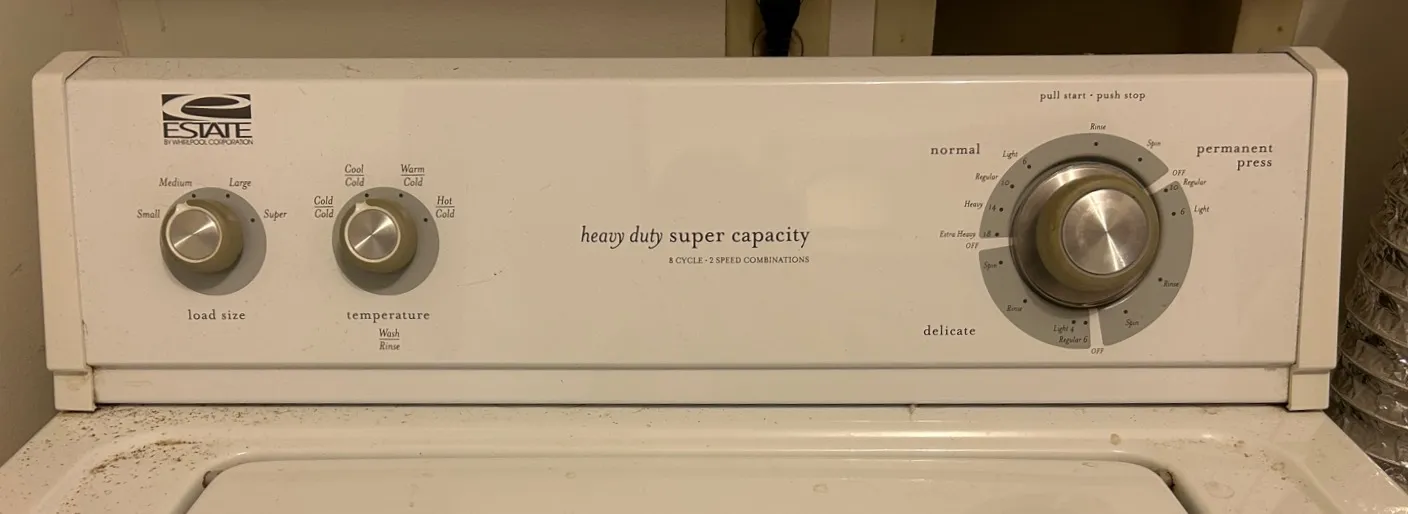 ESTATE
BY WHIRLPOOL CORPORATION
Small
Medium
Large
Super
load size
Cold
Cold
Cool
Cold
Warm
Cold
Hot
Cold
temperature
Wash
Rinse
heavy duty super capacity
8 CYCLE · 2 SPEED COMBINATIONS
pull start · push stop
normal
Extra Heavy 18
Heavy 14
Regular 10
Light 6
Rinse
Spin
OFF
permanent
press
Regular 10
Light 6
Rinse
Spin
OFF
delicate
Regular 6
Light 4
Rinse
Spin
OFF